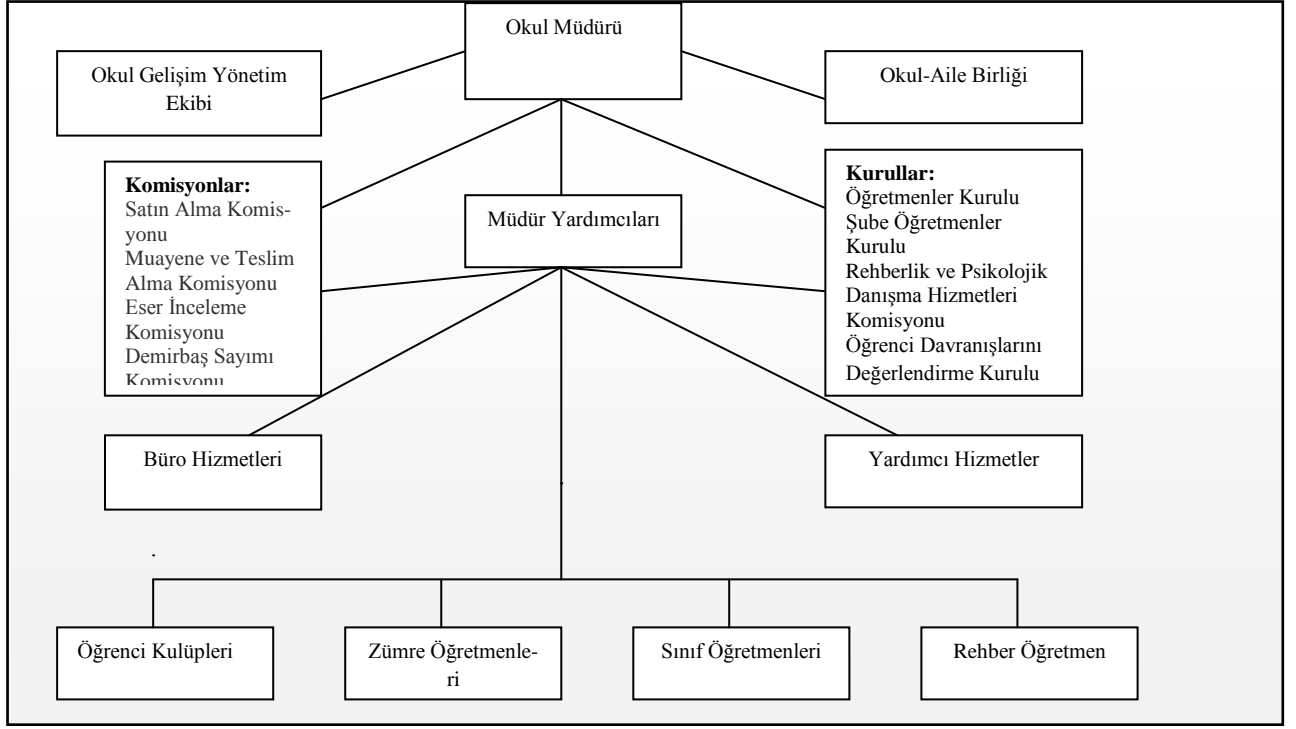 Okul Müdürü
Okul Gelişim Yönetim
Ekibi
Okul-Aile Birliği
Komisyonlar:
Satın Alma Komis-
yonu
Muayene ve Teslim
Alma Komisyonu
Eser İnceleme
Komisyonu
Demirbaş Sayımı
Komisyonu
Müdür Yardımcıları
Kurullar:
Öğretmenler Kurulu
Şube Öğretmenler
Kurulu
Rehberlik ve Psikolojik
Danışma Hizmetleri
Komisyonu
Öğrenci Davranışlarını
Değerlendirme Kurulu
Büro Hizmetleri
Yardımcı Hizmetler
Öğrenci Kulüpleri
Zümre Öğretmenle-
ri
Sınıf Öğretmenleri
Rehber Öğretmen